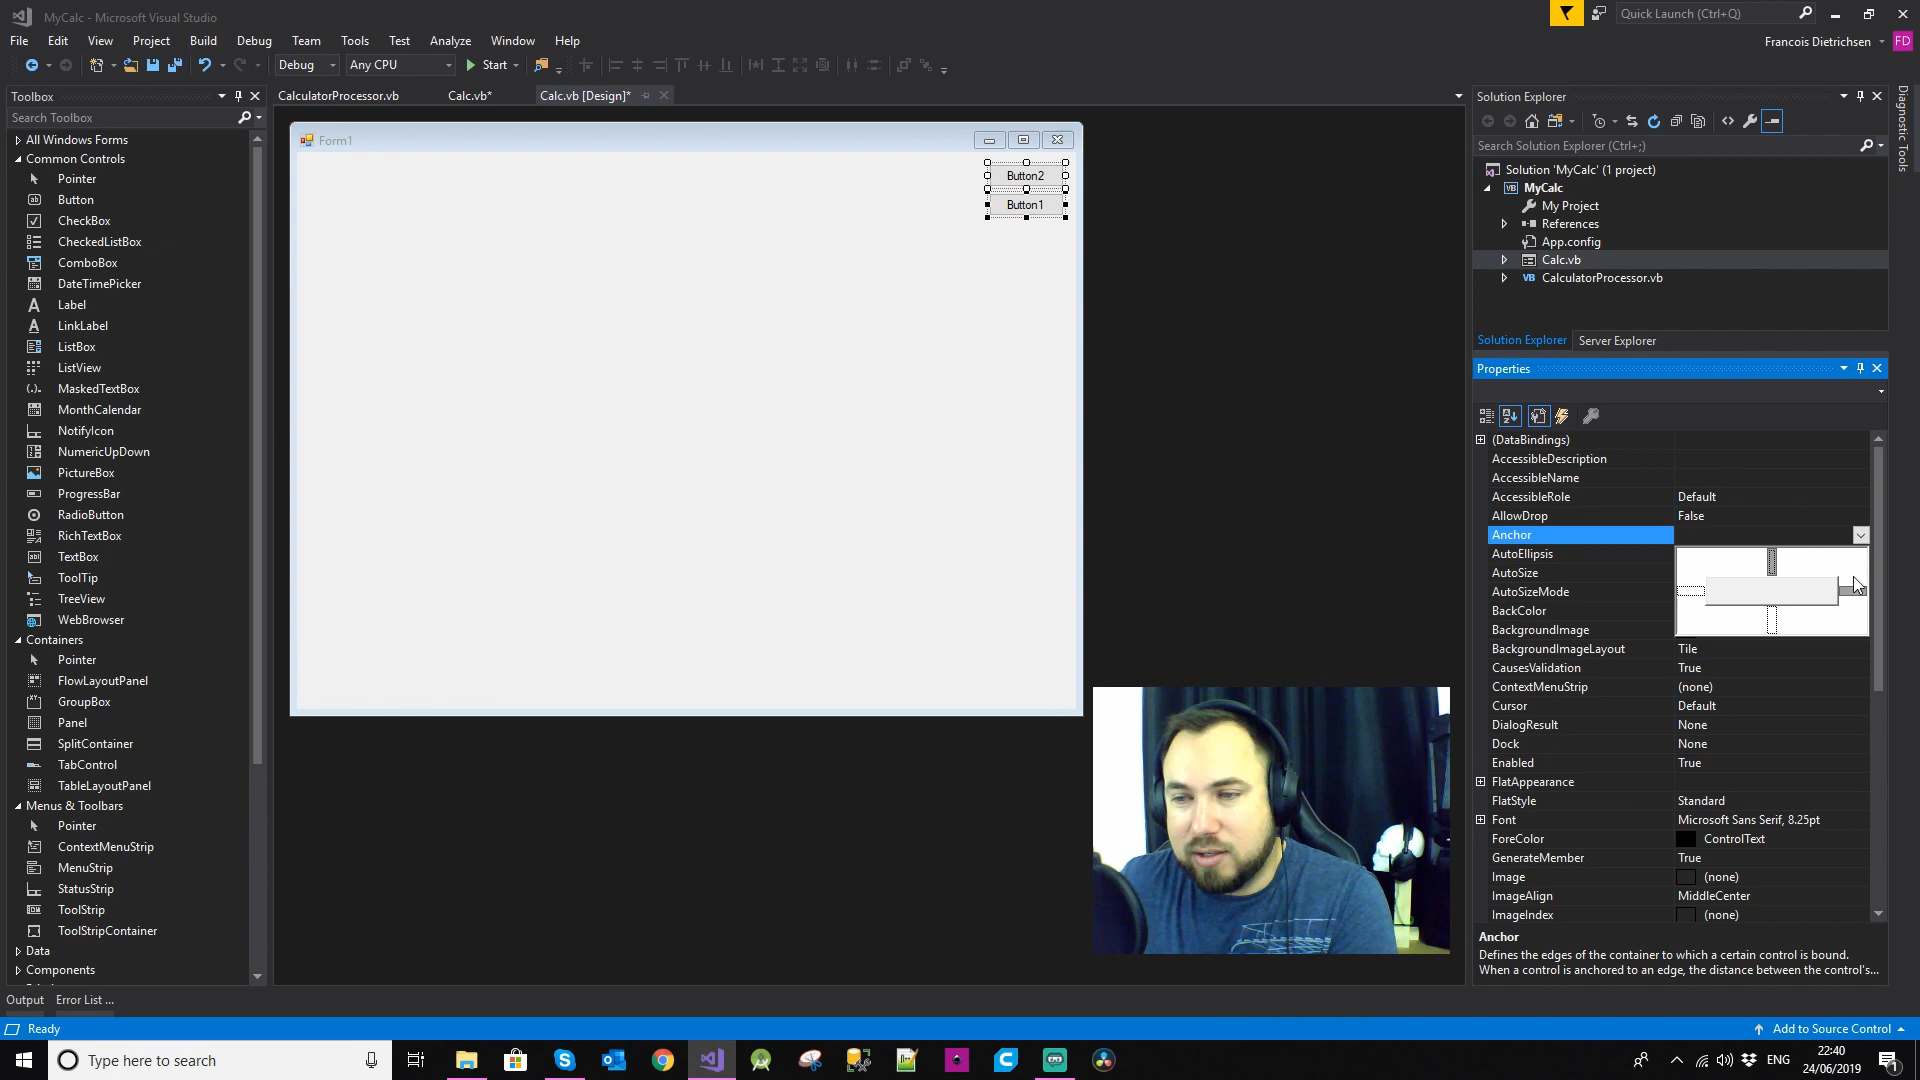 MyCalc - Microsoft Visual Studio
Quick Launch (Ctrl+Q)
File Edit View Project Build Debug Team Tools Test Analyze Window Help
Francois Dietrichsen FD
Debug Any CPU Start
Toolbox
Search Toolbox
All Windows Forms
Common Controls
Pointer
Button
CheckBox
CheckedListBox
ComboBox
DateTimePicker
Label
LinkLabel
ListBox
ListView
MaskedTextBox
MonthCalendar
NotifyIcon
NumericUpDown
PictureBox
ProgressBar
RadioButton
RichTextBox
TextBox
ToolTip
TreeView
WebBrowser
Containers
Pointer
FlowLayoutPanel
GroupBox
Panel
SplitContainer
TabControl
TableLayoutPanel
Menus & Toolbars
Pointer
ContextMenuStrip
MenuStrip
StatusStrip
ToolStrip
ToolStripContainer
Data
Components
Output Error List ...
CalculatorProcessor.vb Calc.vb* Calc.vb [Design]*
Form1
Button2
Button1
Solution Explorer
Search Solution Explorer (Ctrl+;)
Solution 'MyCalc' (1 project)
VB MyCalc
My Project
References
App.config
Calc.vb
VB CalculatorProcessor.vb
Solution Explorer Server Explorer
Diagnostic Tools
Properties
(DataBindings)
AccessibleDescription
AccessibleName
AccessibleRole Default
AllowDrop False
Anchor
AutoEllipsis
AutoSize
AutoSizeMode
BackColor
BackgroundImage
BackgroundImageLayout Tile
CausesValidation True
ContextMenuStrip (none)
Cursor Default
DialogResult None
Dock None
Enabled True
FlatAppearance
FlatStyle Standard
Font Microsoft Sans Serif, 8.25pt
ForeColor ControlText
GenerateMember True
Image (none)
ImageAlign MiddleCenter
ImageIndex (none)
Anchor
Defines the edges of the container to which a certain control is bound.
When a control is anchored to an edge, the distance between the control's...
Ready
Add to Source Control
Type here to search
ENG
22:40
24/06/2019
1